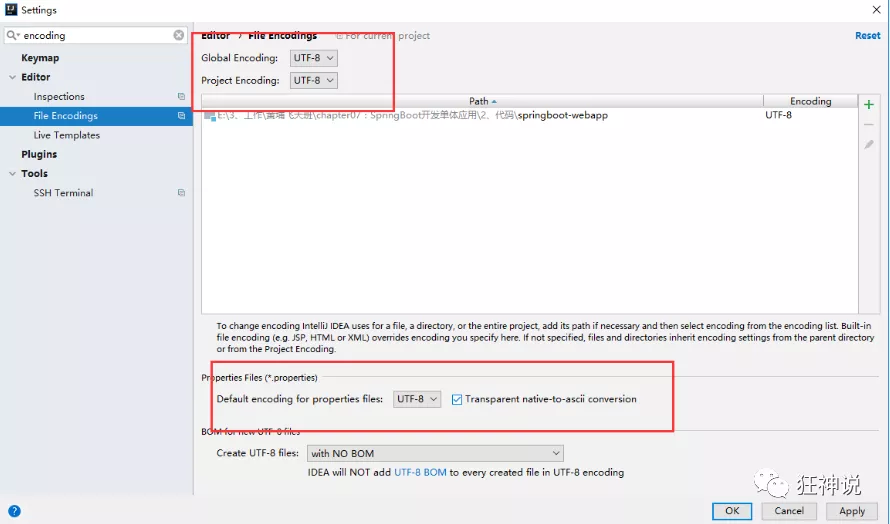 Settings
encoding
Keymap
Editor
Inspections
File Encodings
Live Templates
Plugins
Tools
SSH Terminal
Editor › File Encodings For current project
Reset
Global Encoding: UTF-8
Project Encoding: UTF-8
Path Encoding
E:\3、工作\黄埔飞天班\chapter07：SpringBoot开发单体应用\2、代码\springboot-webapp UTF-8
To change encoding IntelliJ IDEA uses for a file, a directory, or the entire project, add its path if necessary and then select encoding from the encoding list. Built-in
file encoding (e.g. JSP, HTML or XML) overrides encoding you specify here. If not specified, files and directories inherit encoding settings from the parent directory
or from the Project Encoding.
Properties Files (*.properties)
Default encoding for properties files: UTF-8 Transparent native-to-ascii conversion
BOM for new UTF-8 files
Create UTF-8 files: with NO BOM
IDEA will NOT add UTF-8 BOM to every created file in UTF-8 encoding
狂神说
OK Cancel Apply